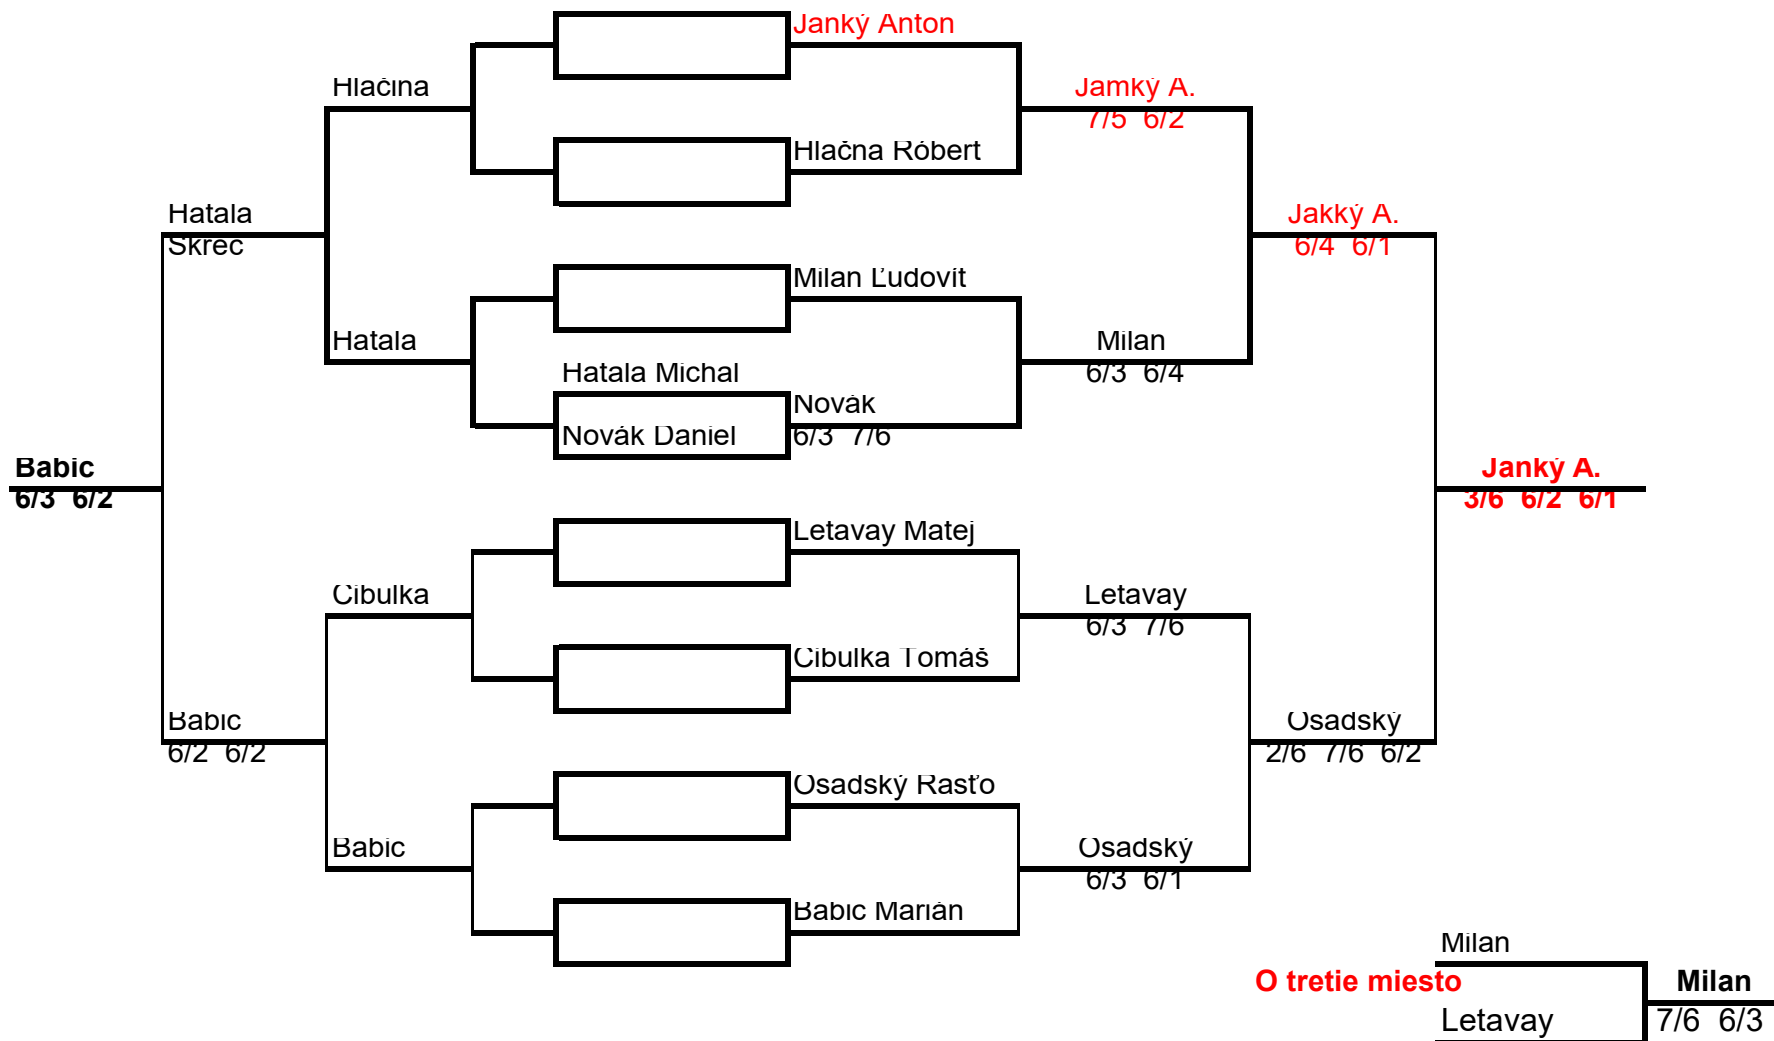 Janký Anton
Hlačina
Jamký A.
7/5 6/2
Hlačna Róbert
Hatala
Skreč
Jakký A.
6/4 6/1
Milan Ľudovít
Hatala
Milan
6/3 6/4
Hatala Michal
Novák
Novák Daniel
6/3 7/6
Babic
6/3 6/2
Janký A.
3/6 6/2 6/1
Letavay Matej
Cibulka
Letavay
6/3 7/6
Cibulka Tomáš
Babic
6/2 6/2
Osadský
2/6 7/6 6/2
Osadský Rasťo
Babic
Osadský
6/3 6/1
Babic Marián
Milan
O tretie miesto
Milan
Letavay
7/6 6/3